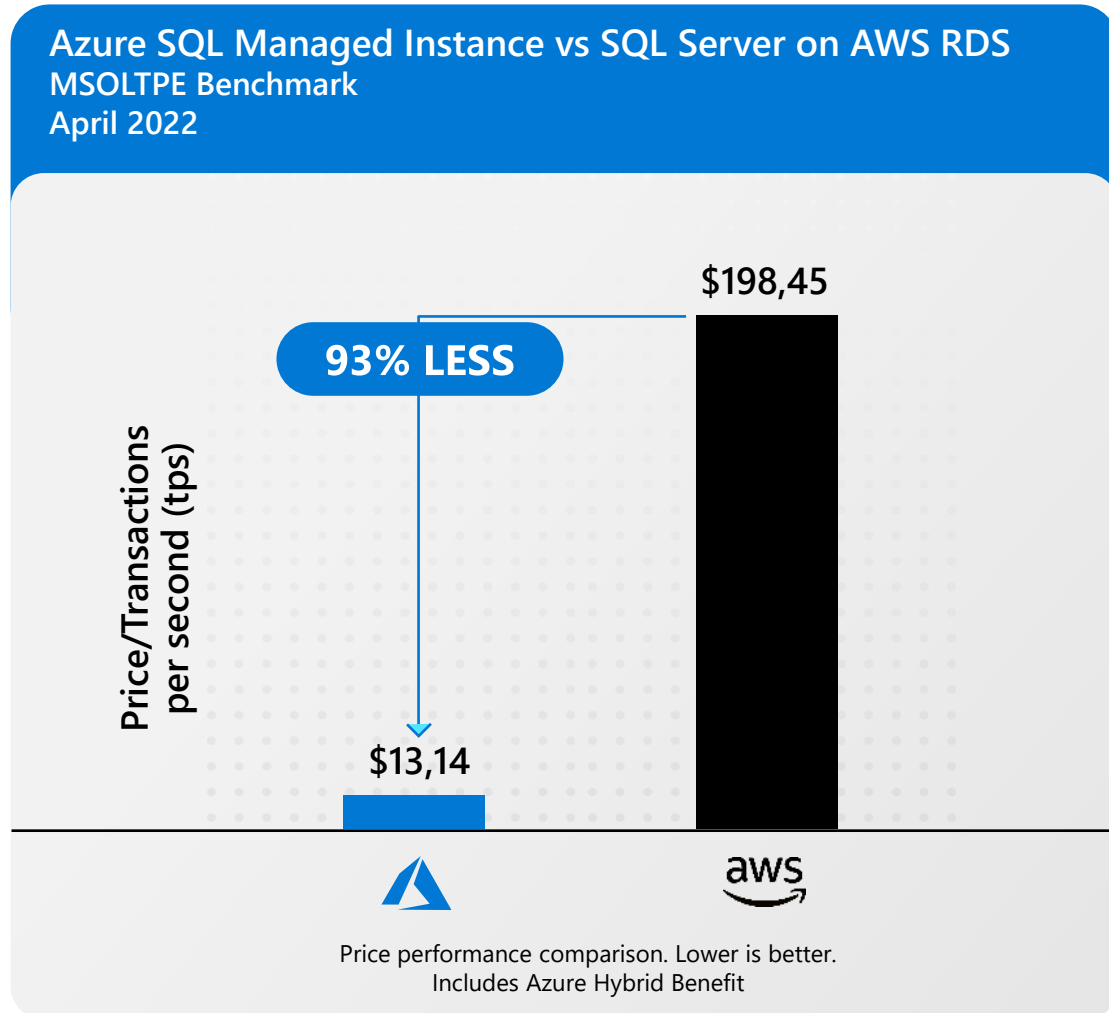 Azure SQL Managed Instance vs SQL Server on AWS RDS
MSOLTPE Benchmark
April 2022
$198,45
93% LESS
Price/Transactions
per second (tps)
$13,14
aws
Price performance comparison. Lower is better.
Includes Azure Hybrid Benefit